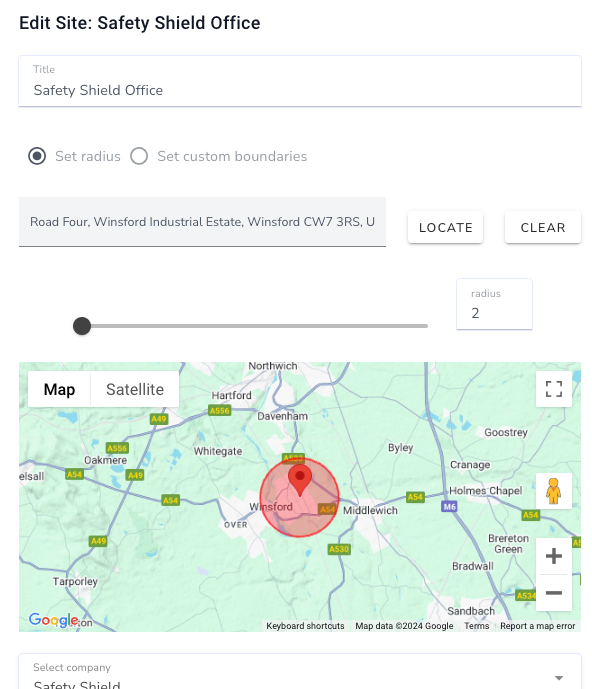 Edit Site: Safety Shield Office
Title
Safety Shield Office
Set radius Set custom boundaries
Road Four, Winsford Industrial Estate, Winsford CW7 3RS, U
LOCATE CLEAR
radius
2
Northwich
Map Satellite
Hartford
A556
Davenham
A49
Goostrey
A556
Whitegate
Byley
Oakmere
A533
Cranage
elsall
A54
A49
Holmes Chapel
A54
A54
Winsford
A54
Middlewich
M6
A54
OVER
Brereton
Green
A49
A530
A5
Bradwall
Tarporley
A534
Sandbach
Google
rton
Keyboard shortcuts Map data ©2024 Google Terms Report a map error
Select company
Safety Shield